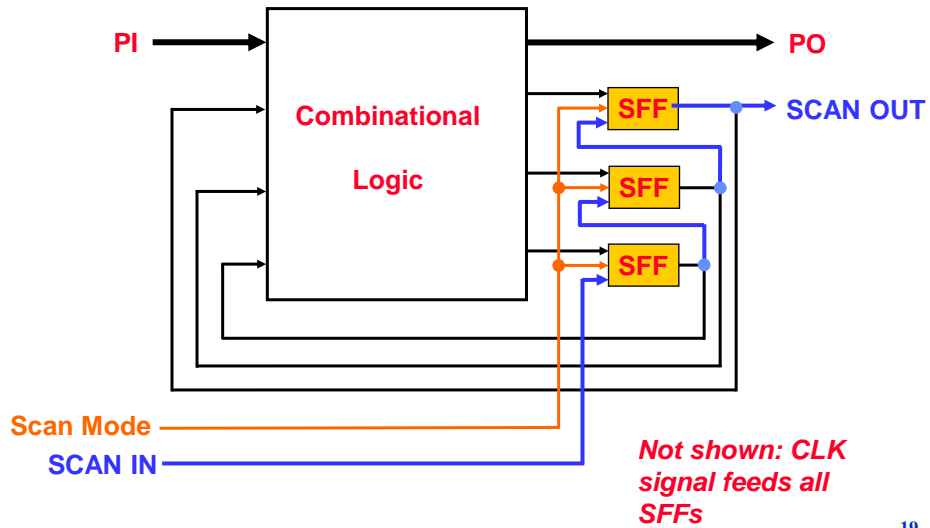 PI
PO
Combinational
Logic
SFF
SCAN OUT
SFF
SFF
Scan Mode
SCAN IN
Not shown: CLK
signal feeds all
SFFs
19